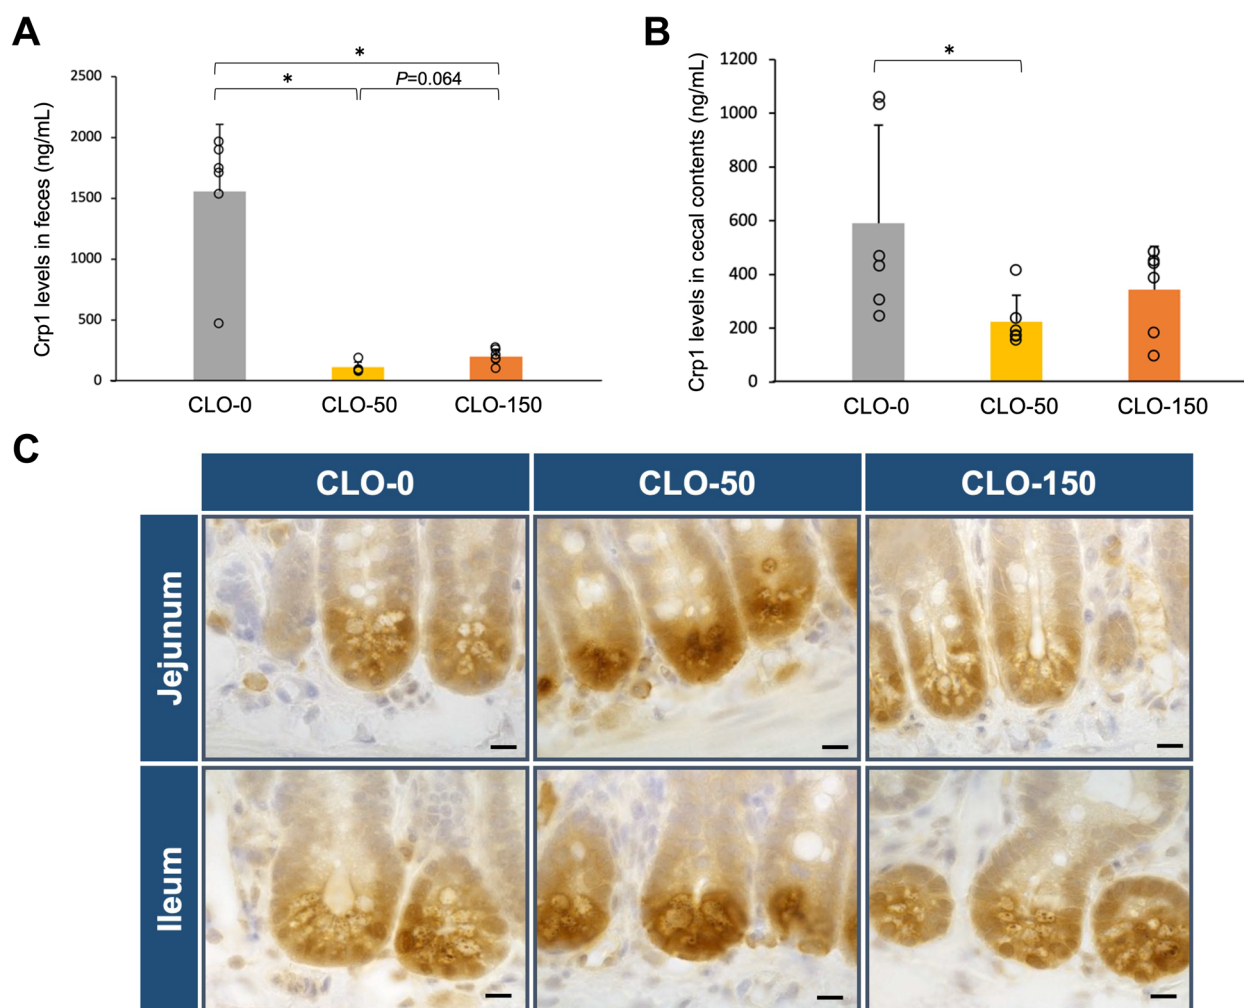 A
*
*
P=0.064
Crp1 levels in feces (ng/mL)
2500
2000
1500
1000
500
0
CLO-0 CLO-50 CLO-150
B
*
Crp1 levels in cecal contents (ng/mL)
1200
1000
800
600
400
200
0
CLO-0 CLO-50 CLO-150
C
CLO-0 CLO-50 CLO-150
Jejunum
Ileum